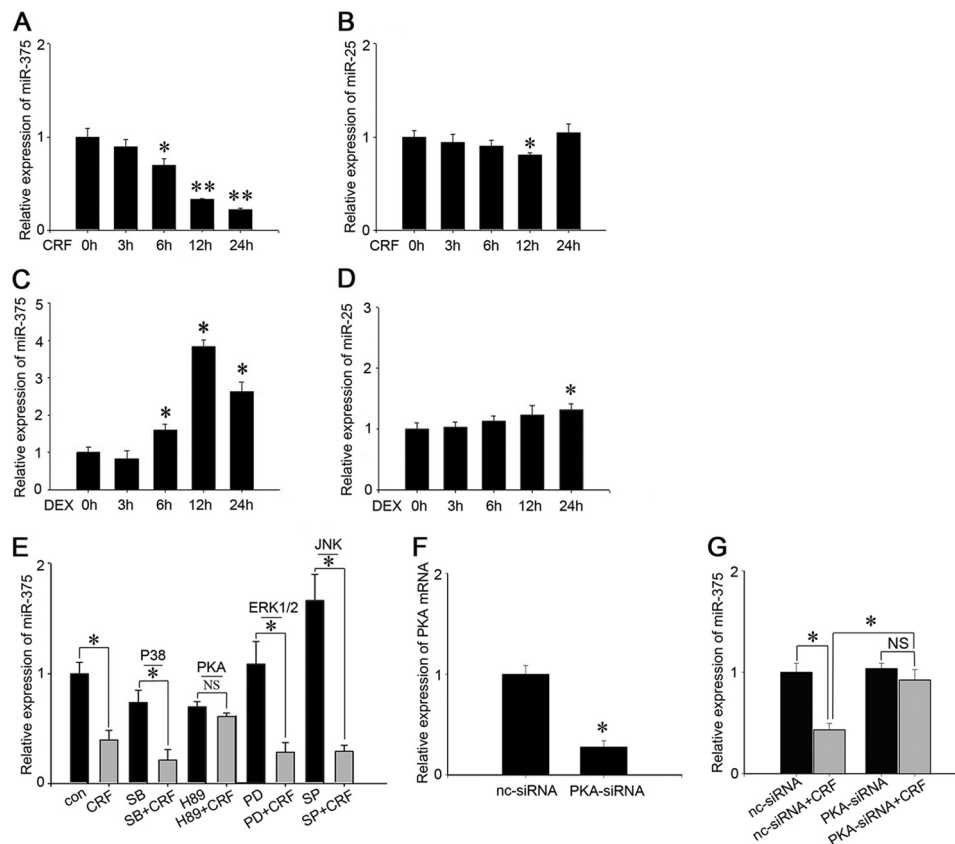 A
Relative expression of miR-375
2
1
0
*
**
**
CRF 0h 3h 6h 12h 24h
B
Relative expression of miR-25
2
1
0
*
CRF 0h 3h 6h 12h 24h
C
Relative expression of miR-375
5
4
3
2
1
0
*
*
*
DEX 0h 3h 6h 12h 24h
D
Relative expression of miR-25
3
2
1
0
*
DEX 0h 3h 6h 12h 24h
E
Relative expression of miR-375
2
1
0
*
P38
*
PKA
NS
ERK1/2
*
JNK
*
con
CRF
SB
SB+CRF
H89
H89+CRF
PD
PD+CRF
SP
SP+CRF
F
Relative expression of PKA mRNA
2
1
0
*
nc-siRNA PKA-siRNA
G
Relative expression of miR-375
2
1
0
*
*
NS
nc-siRNA
nc-siRNA+CRF
PKA-siRNA
PKA-siRNA+CRF